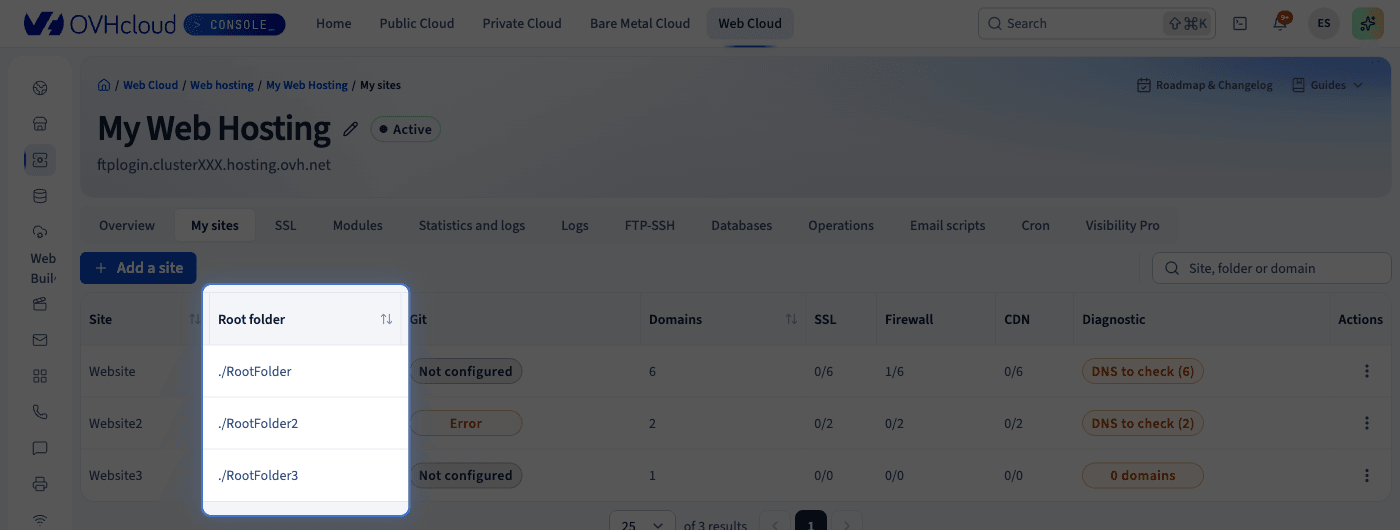 OVHcloud > CONSOLE_ Home Public Cloud Private Cloud Bare Metal Cloud Web Cloud Search ⇧⌘K 9+ ES
/ Web Cloud / Web hosting / My Web Hosting / My sites Roadmap & Changelog Guides
My Web Hosting Active
ftplogin.clusterXXX.hosting.ovh.net
Overview My sites SSL Modules Statistics and logs Logs FTP-SSH Databases Operations Email scripts Cron Visibility Pro
Web
Buil
+ Add a site Site, folder or domain
Site Root folder Git Domains SSL Firewall CDN Diagnostic Actions
Website ./RootFolder Not configured 6 0/6 1/6 0/6 DNS to check (6)
Website2 ./RootFolder2 Error 2 0/2 0/2 0/2 DNS to check (2)
Website3 ./RootFolder3 Not configured 1 0/0 0/0 0/0 0 domains
25 of 3 results 1